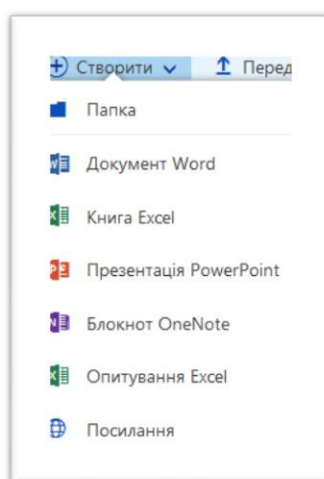 Створити Перед
Папка
Документ Word
Книга Excel
Презентація PowerPoint
Блокнот OneNote
Опитування Excel
Посилання